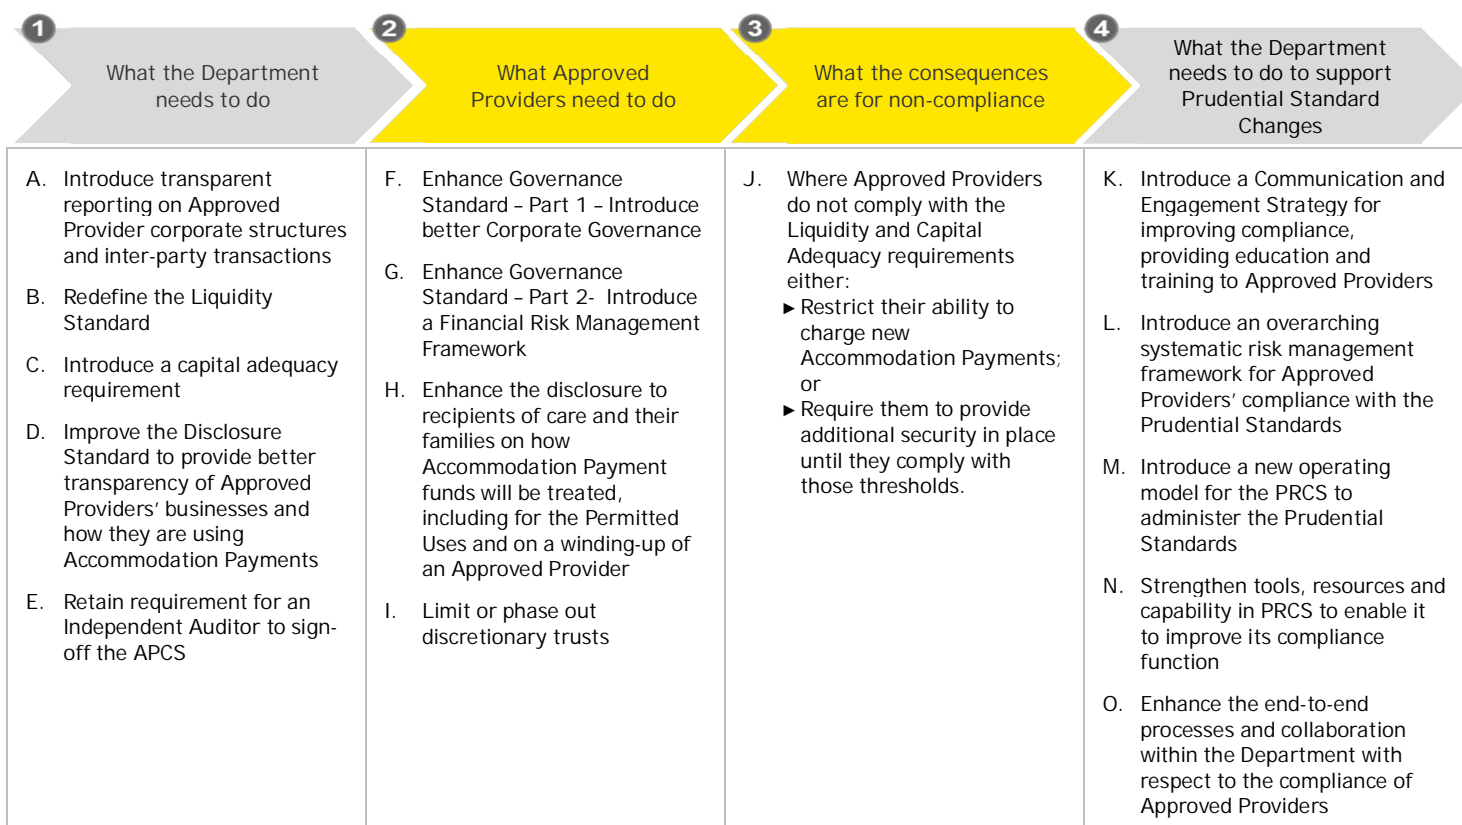 1
What the Department
needs to do
2
What Approved
Providers need to do
3
What the consequences
are for non-compliance
4
What the Department
needs to do to support
Prudential Standard
Changes
A. Introduce transparent
reporting on Approved
Provider corporate structures
and inter-party transactions
B. Redefine the Liquidity
Standard
C. Introduce a capital adequacy
requirement
D. Improve the Disclosure
Standard to provide better
transparency of Approved
Providers' businesses and
how they are using
Accommodation Payments
E. Retain requirement for an
Independent Auditor to sign-
off the APCS
F. Enhance Governance
Standard – Part 1 – Introduce
better Corporate Governance
G. Enhance Governance
Standard – Part 2- Introduce
a Financial Risk Management
Framework
H. Enhance the disclosure to
recipients of care and their
families on how
Accommodation Payment
funds will be treated,
including for the Permitted
Uses and on a winding-up of
an Approved Provider
I. Limit or phase out
discretionary trusts
J. Where Approved Providers
do not comply with the
Liquidity and Capital
Adequacy requirements
either:
► Restrict their ability to
charge new
Accommodation Payments;
or
► Require them to provide
additional security in place
until they comply with
those thresholds.
K. Introduce a Communication and
Engagement Strategy for
improving compliance,
providing education and
training to Approved Providers
L. Introduce an overarching
systematic risk management
framework for Approved
Providers' compliance with the
Prudential Standards
M. Introduce a new operating
model for the PRCS to
administer the Prudential
Standards
N. Strengthen tools, resources and
capability in PRCS to enable it
to improve its compliance
function
O. Enhance the end-to-end
processes and collaboration
within the Department with
respect to the compliance of
Approved Providers